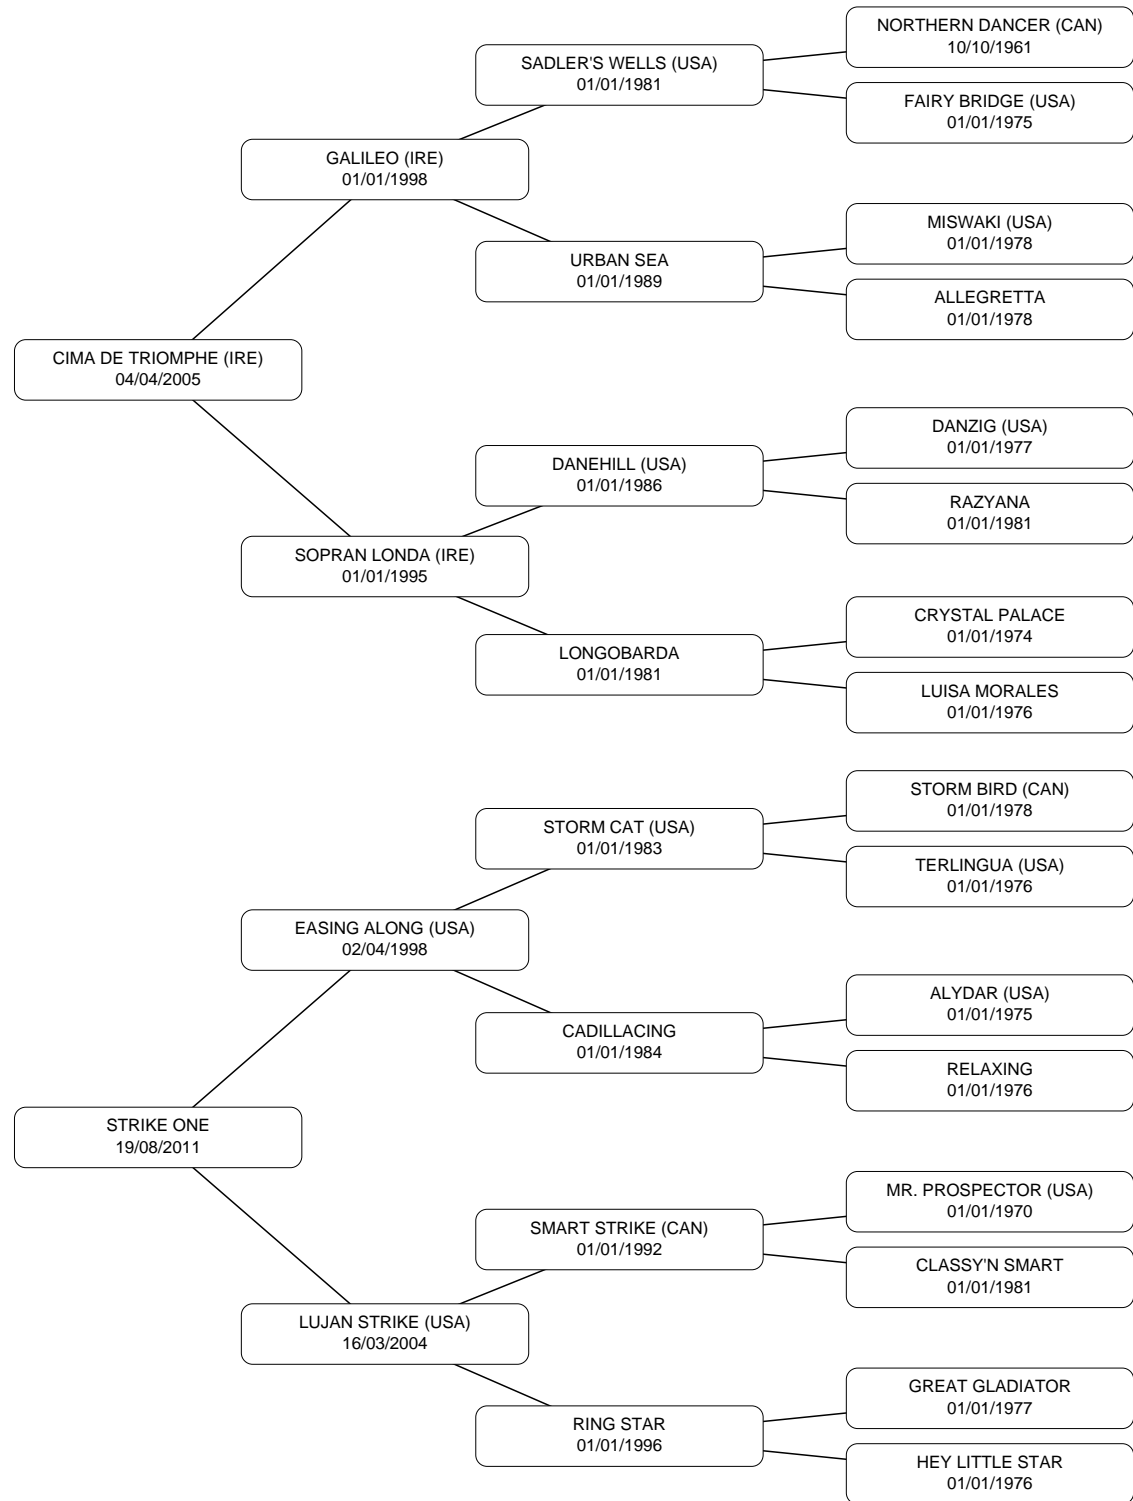 NORTHERN DANCER (CAN)
10/10/1961
SADLER'S WELLS (USA)
01/01/1981
FAIRY BRIDGE (USA)
01/01/1975
GALILEO (IRE)
01/01/1998
MISWAKI (USA)
01/01/1978
URBAN SEA
01/01/1989
ALLEGRETTA
01/01/1978
CIMA DE TRIOMPHE (IRE)
04/04/2005
DANZIG (USA)
01/01/1977
DANEHILL (USA)
01/01/1986
RAZYANA
01/01/1981
SOPRAN LONDA (IRE)
01/01/1995
CRYSTAL PALACE
01/01/1974
LONGOBARDA
01/01/1981
LUISA MORALES
01/01/1976
STORM BIRD (CAN)
01/01/1978
STORM CAT (USA)
01/01/1983
TERLINGUA (USA)
01/01/1976
EASING ALONG (USA)
02/04/1998
ALYDAR (USA)
01/01/1975
CADILLACING
01/01/1984
RELAXING
01/01/1976
STRIKE ONE
19/08/2011
MR. PROSPECTOR (USA)
01/01/1970
SMART STRIKE (CAN)
01/01/1992
CLASSY'N SMART
01/01/1981
LUJAN STRIKE (USA)
16/03/2004
GREAT GLADIATOR
01/01/1977
RING STAR
01/01/1996
HEY LITTLE STAR
01/01/1976